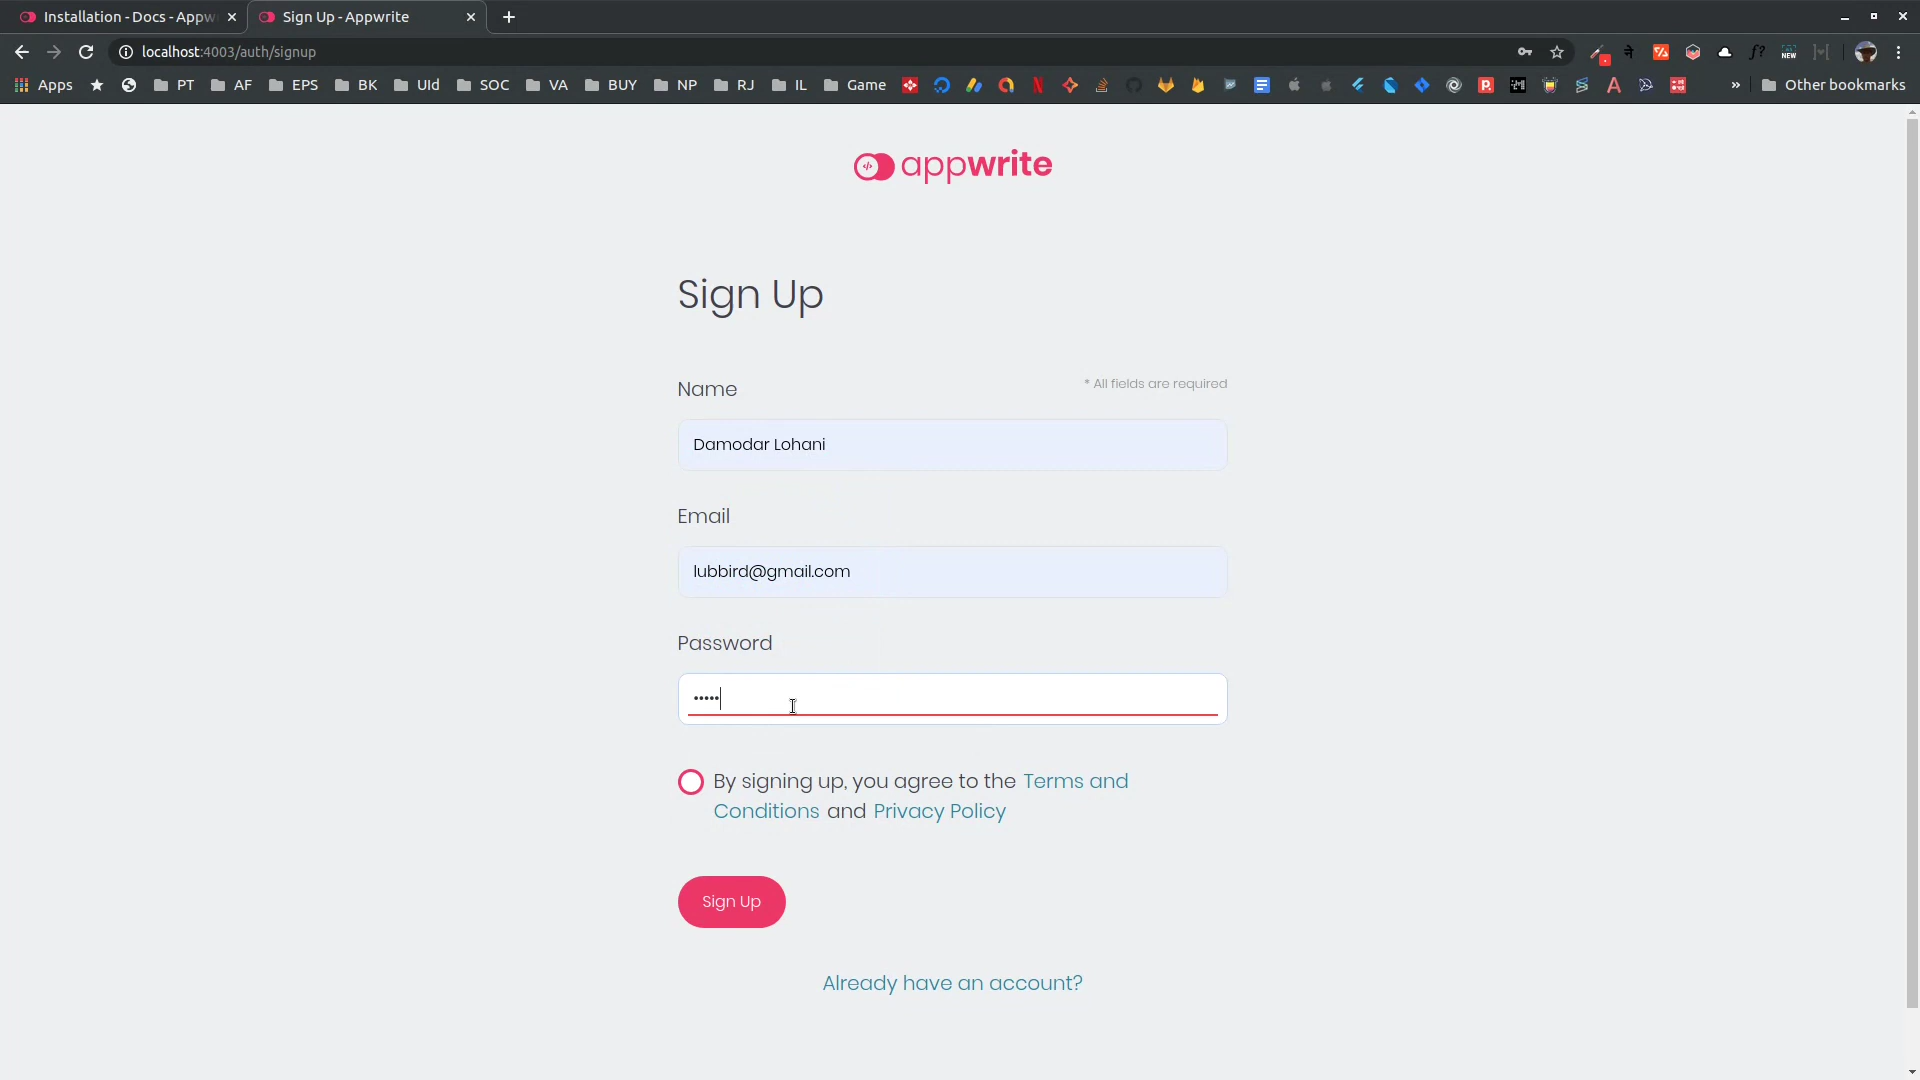 Installation - Docs - Appw
Sign Up - Appwrite
localhost:4003/auth/signup
Apps
PT
AF
EPS
BK
UId
SOC
VA
BUY
NP
RJ
IL
Game
Other bookmarks
appwrite
Sign Up
Name
* All fields are required
Damodar Lohani
Email
lubbird@gmail.com
Password
•••••
By signing up, you agree to the Terms and
Conditions and Privacy Policy
Sign Up
Already have an account?